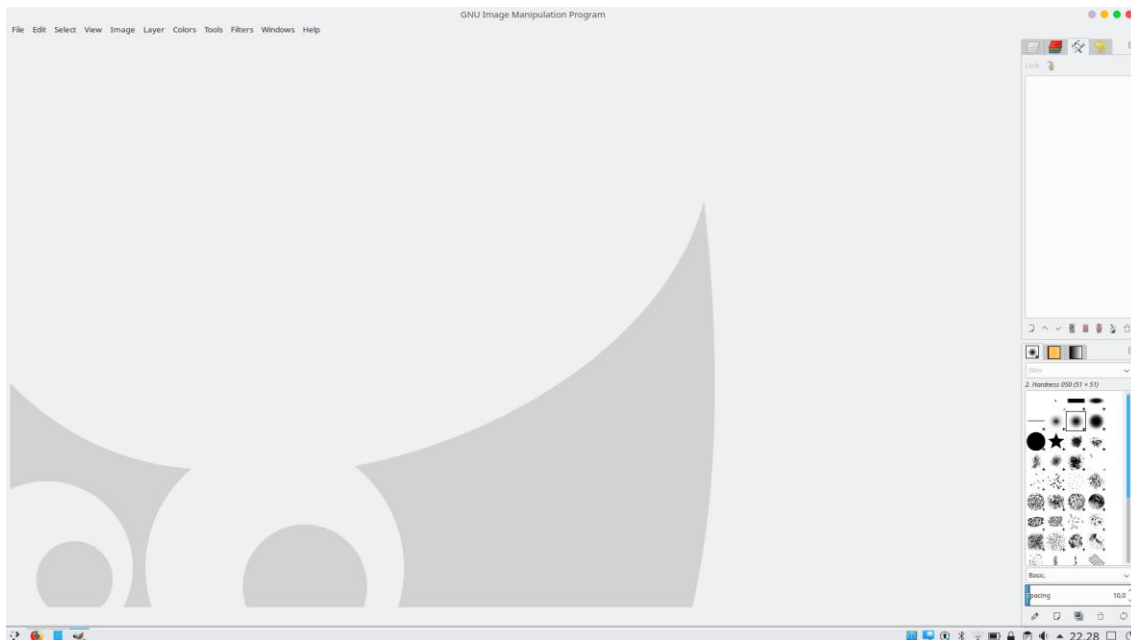 GNU Image Manipulation Program
File Edit Select View Image Layer Colors Tools Filters Windows Help
Lock:
filter
2. Hardness 050 (51 × 51)
Basic,
Spacing 10,0
22.28